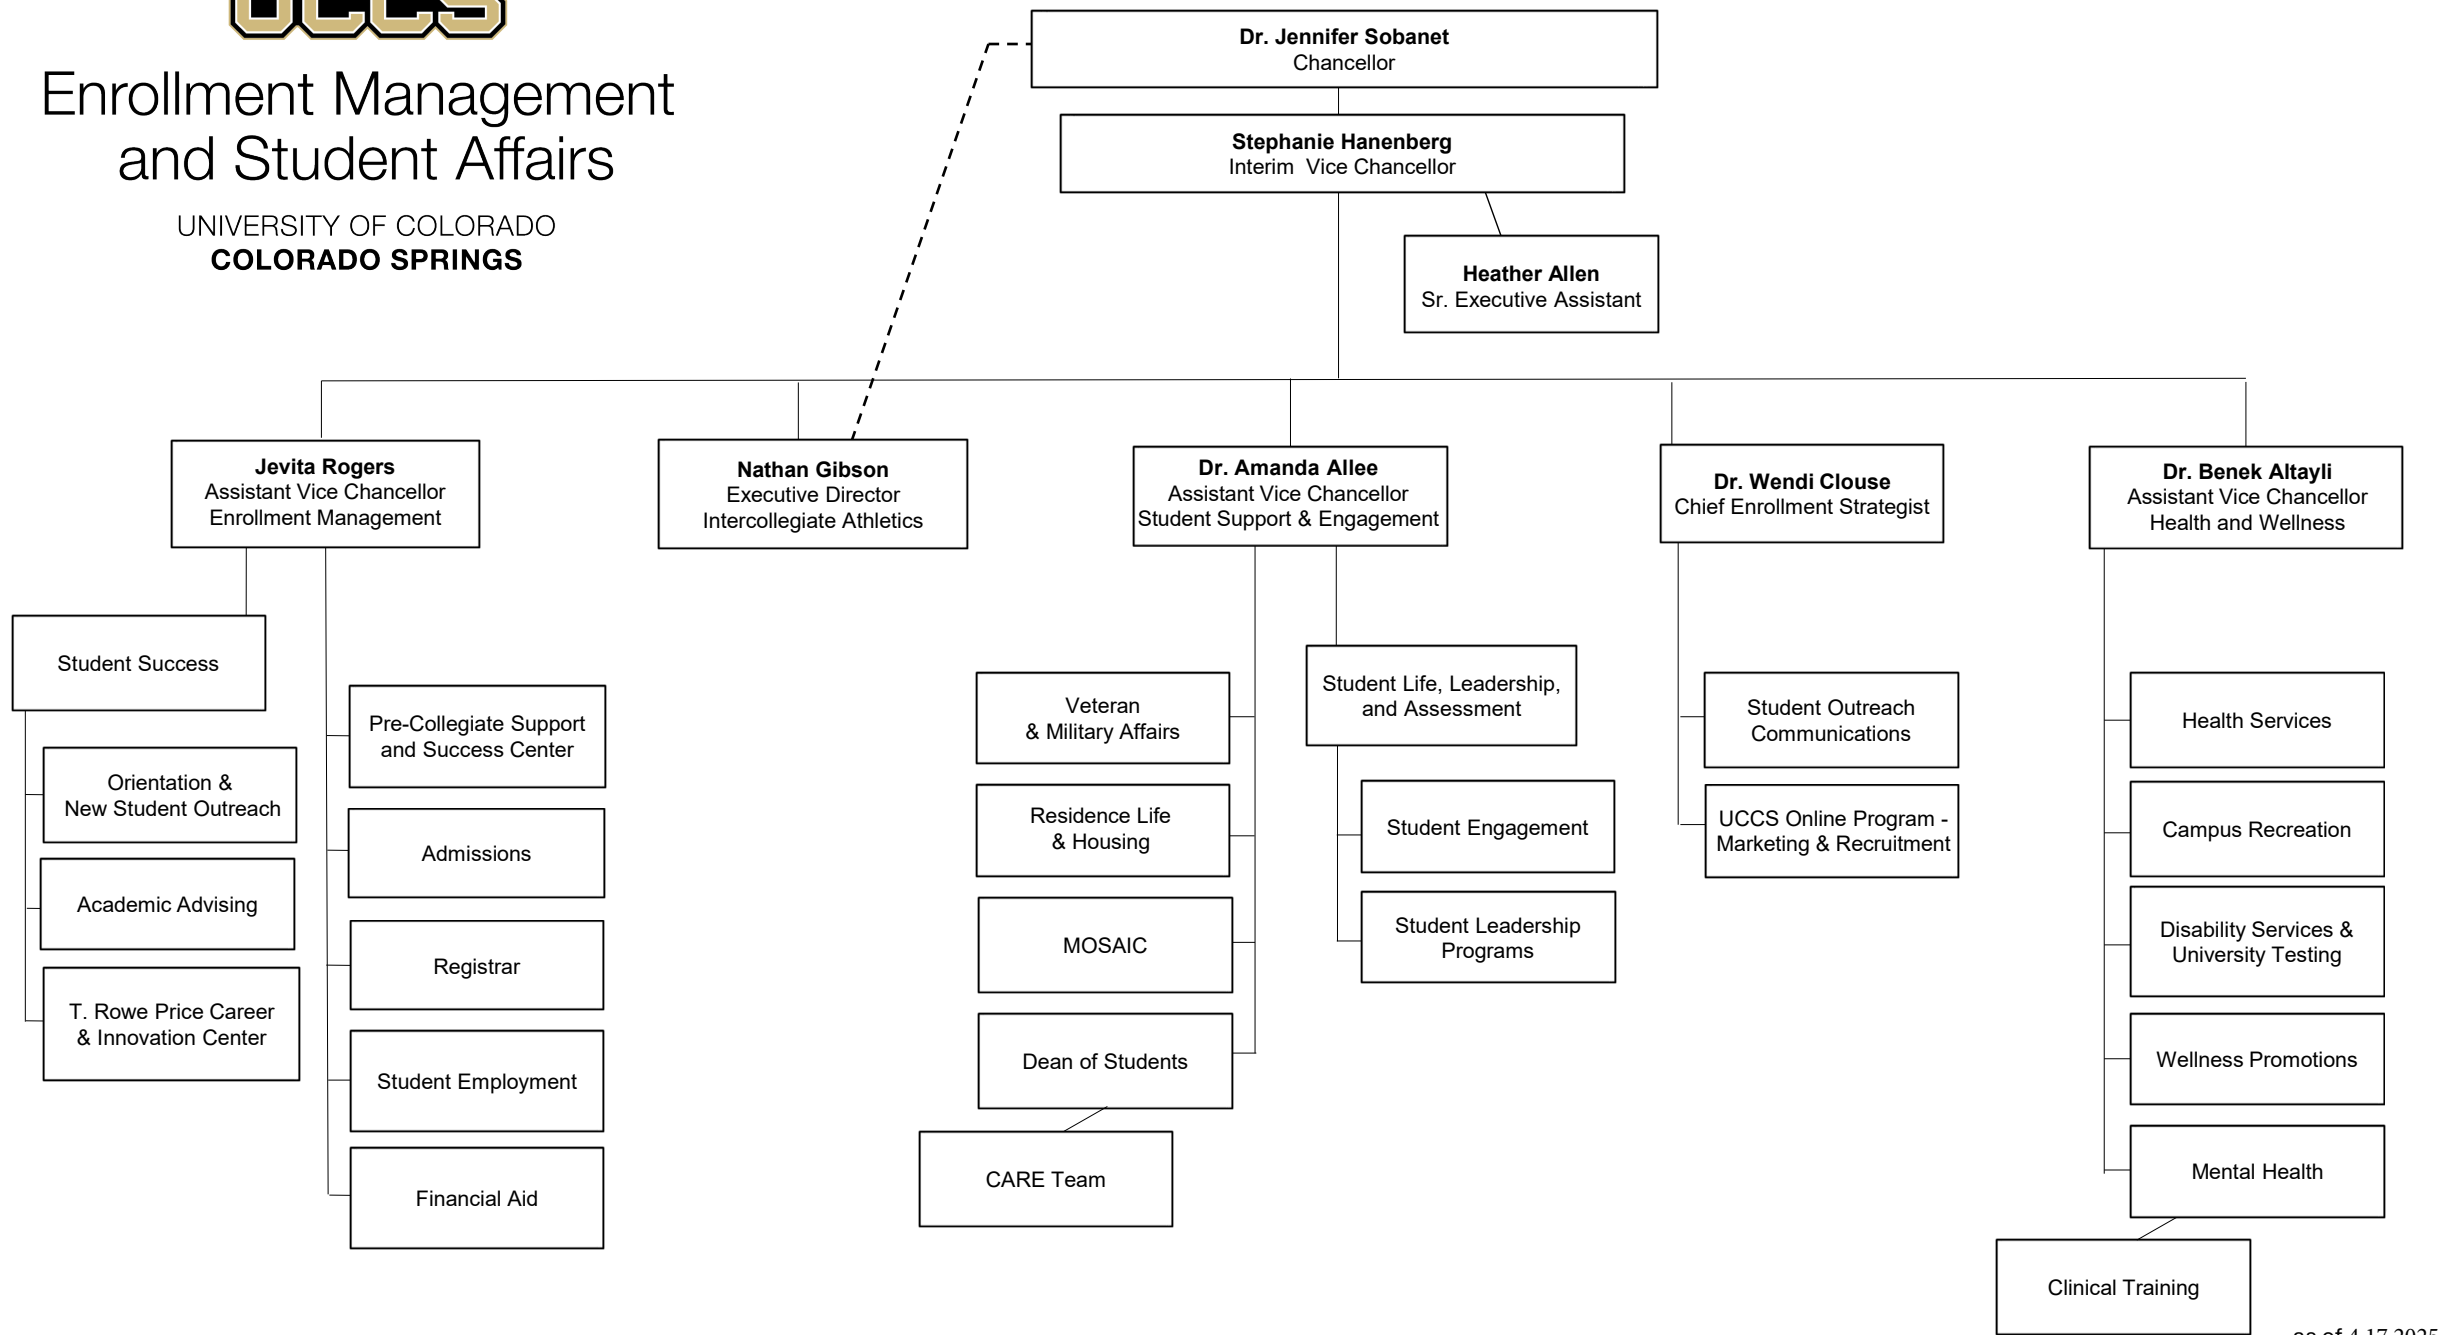 UCCS
Enrollment Management
and Student Affairs
UNIVERSITY OF COLORADO
COLORADO SPRINGS
Dr. Jennifer Sobanet
Chancellor
Stephanie Hanenberg
Interim  Vice Chancellor
Heather Allen
Sr. Executive Assistant
Jevita Rogers
Assistant Vice Chancellor
Enrollment Management
Nathan Gibson
Executive Director
Intercollegiate Athletics
Dr. Amanda Allee
Assistant Vice Chancellor
Student Support & Engagement
Dr. Wendi Clouse
Chief Enrollment Strategist
Dr. Benek Altayli
Assistant Vice Chancellor
Health and Wellness
Student Success
Orientation &
New Student Outreach
Academic Advising
T. Rowe Price Career
& Innovation Center
Pre-Collegiate Support
and Success Center
Admissions
Registrar
Student Employment
Financial Aid
Veteran
& Military Affairs
Residence Life
& Housing
MOSAIC
Dean of Students
CARE Team
Student Life, Leadership,
and Assessment
Student Engagement
Student Leadership
Programs
Student Outreach
Communications
UCCS Online Program -
Marketing & Recruitment
Health Services
Campus Recreation
Disability Services &
University Testing
Wellness Promotions
Mental Health
Clinical Training
as of 4.17.2025